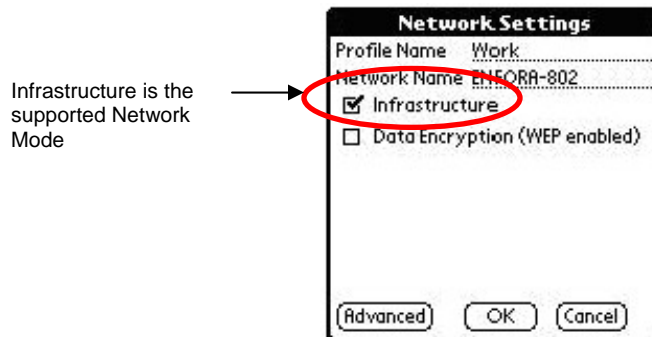 Network Settings
Profile Name Work
Network Name ENFORA-802
Infrastructure
Data Encryption (WEP enabled)
Advanced OK Cancel
Infrastructure is the
supported Network
Mode